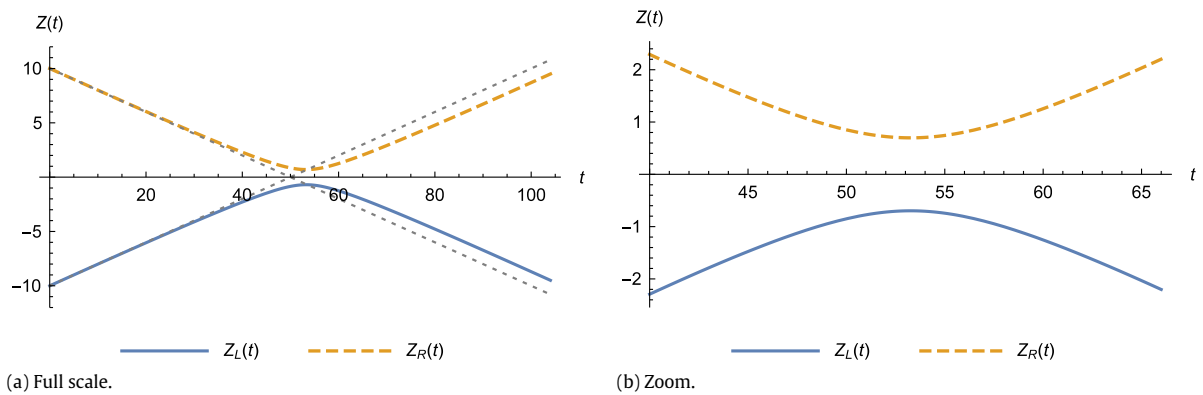 Z(t)
10
5
−5
−10
20
40
60
80
100
t
Z_L(t)
Z_R(t)
(a) Full scale.
Z(t)
2
1
−1
−2
45
50
55
60
65
t
Z_L(t)
Z_R(t)
(b) Zoom.